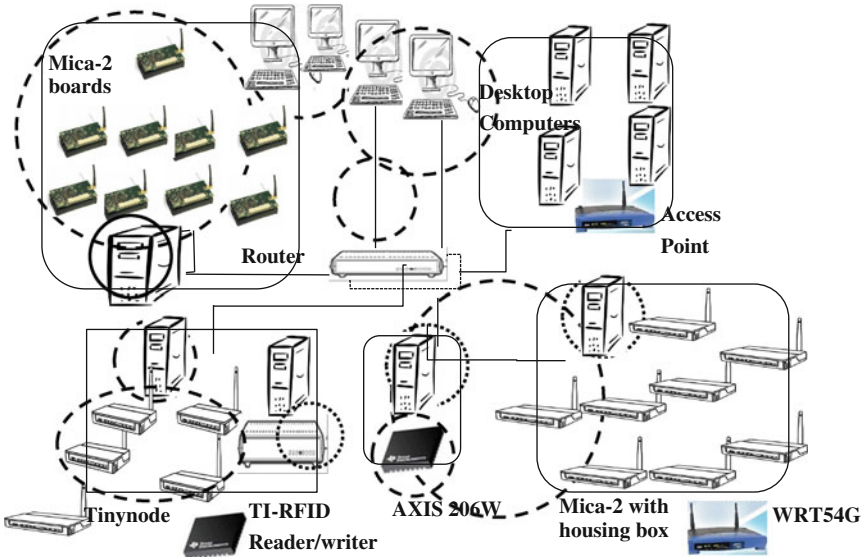 Mica-2
boards
Desktop
Computers
Access
Point
Router
Tinynode
TI-RFID
Reader/writer
AXIS 206W
Mica-2 with
housing box
WRT54G